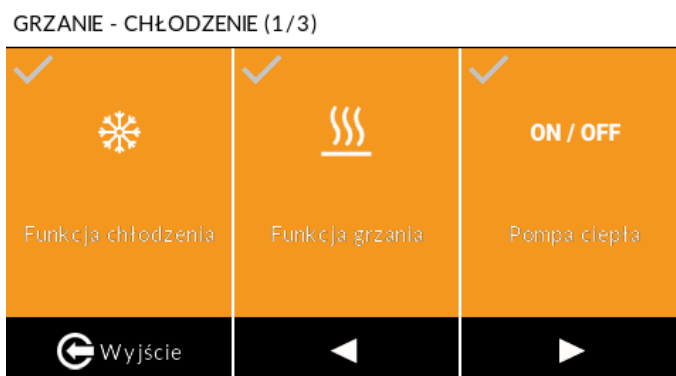 GRZANIE - CHŁODZENIE (1/3)
ON / OFF
Funkcja chłodzenia
Funkcja grzania
Pompa ciepła
Wyjście